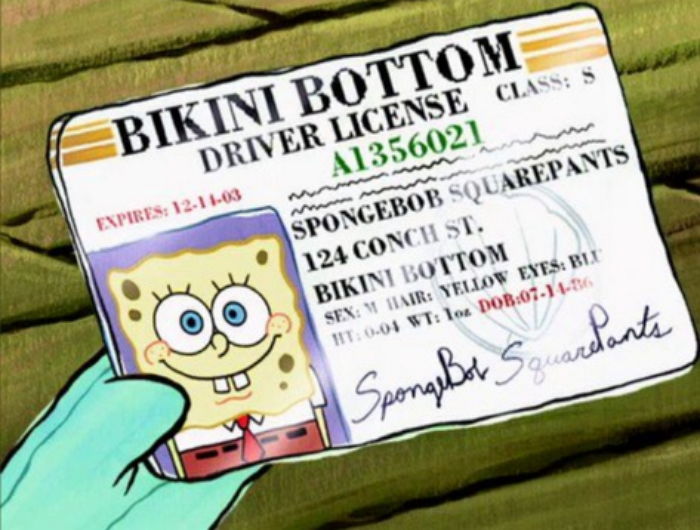 BIKINI BOTTOM
DRIVER LICENSE
CLASS: S
A1356021
EXPIRES: 12-14-03
SPONGEBOB SQUAREPANTS
124 CONCH ST.
BIKINI BOTTOM
SEX: M HAIR: YELLOW EYES: BLU
HT: 0-04 WT: 1oz DOB:07-14-86
SpongeBob SquarePants